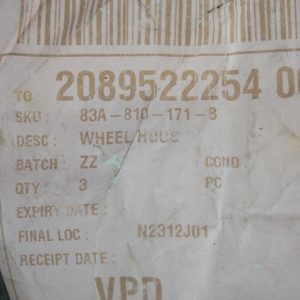 TO : 2089522254 00
SKU : 83A-810-171-B
DESC : WHEEL HOUS
BATCH : ZZ COND :
QTY : 3 PC
EXPIRY DATE :
FINAL LOC : N2312J01
RECEIPT DATE :
VPD